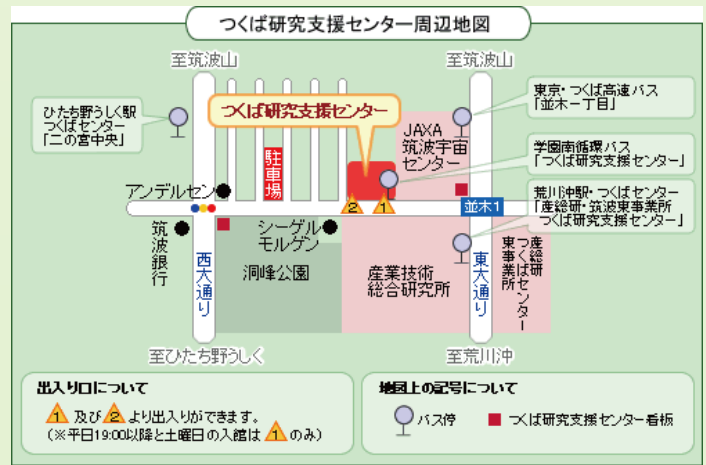 つくば研究支援センター周辺地図
至筑波山
至筑波山
ひたち野うしく駅
つくばセンター
「二の宮中央」
つくば研究支援センター
東京・つくば高速バス
「並木一丁目」
JAXA
筑波宇宙
センター
学園南循環バス
「つくば研究支援センター」
駐車場
アンデルセン
荒川沖駅・つくばセンター
「産総研・筑波東事業所
つくば研究支援センター」
2
1
並木1
筑波銀行
シーゲル
モルゲン
西大通り
洞峰公園
産業技術
総合研究所
東大通り
産総研
つくばセンター
東事業所
至ひたち野うしく
至荒川沖
出入り口について
1 及び 2 より出入りができます。
(※平日19:00以降と土曜日の入館は 1 のみ)
地図上の記号について
バス停
つくば研究支援センター看板